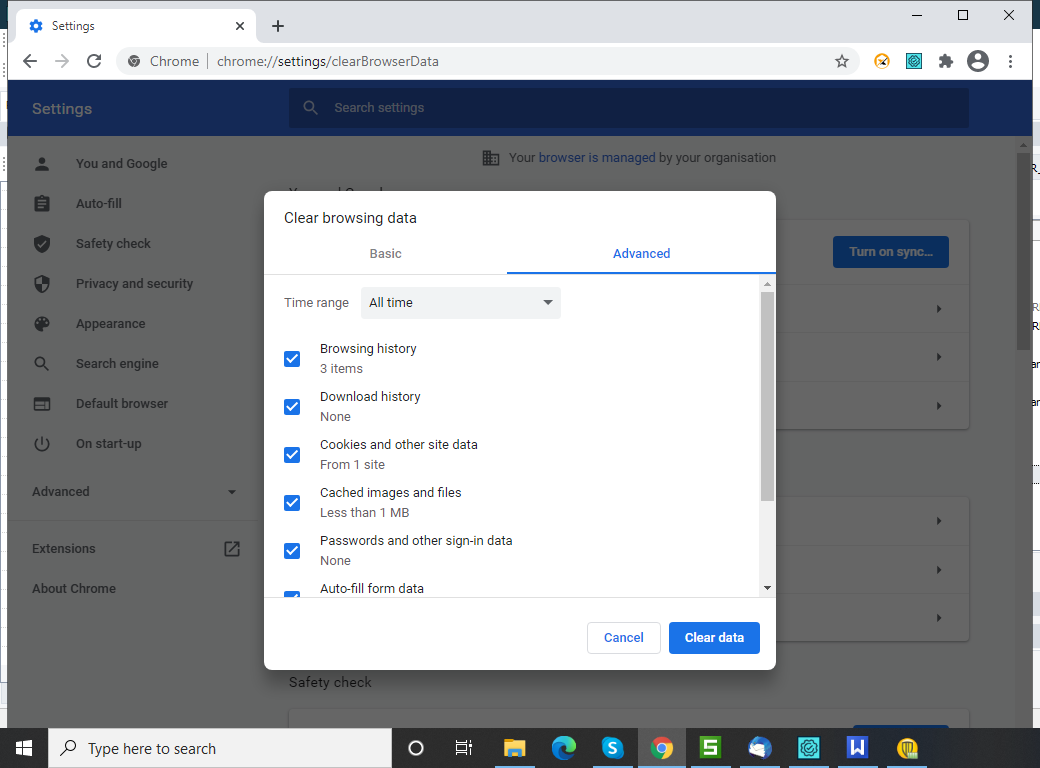 Settings
Chrome
chrome://settings/clearBrowserData
Settings
Search settings
You and Google
Auto-fill
Safety check
Privacy and security
Appearance
Search engine
Default browser
On start-up
Advanced
Extensions
About Chrome
Your browser is managed by your organisation
Turn on sync...
Clear browsing data
Basic
Advanced
Time range
All time
Browsing history
3 items
Download history
None
Cookies and other site data
From 1 site
Cached images and files
Less than 1 MB
Passwords and other sign-in data
None
Auto-fill form data
Cancel
Clear data
Safety check
Type here to search